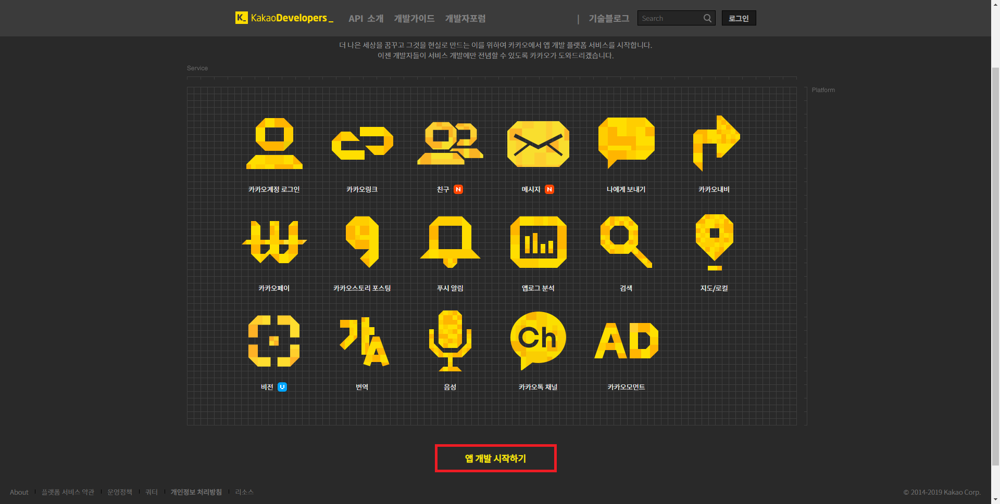 K_ KakaoDevelopers_ API 소개 개발가이드 개발자포럼 | 기술블로그 Search 로그인
더 나은 세상을 꿈꾸고 그것을 현실로 만드는 이를 위하여 카카오에서 앱 개발 플랫폼 서비스를 시작합니다.
이젠 개발자들이 서비스 개발에만 전념할 수 있도록 카카오가 도와드리겠습니다.
Service
Platform
카카오계정 로그인 카카오링크 친구 N 메시지 N 나에게 보내기 카카오내비
카카오페이 카카오스토리 포스팅 푸시 알림 앱로그 분석 검색 지도/로컬
가A Ch AD
비전 U 번역 음성 카카오톡 채널 카카오모먼트
앱 개발 시작하기
About 플랫폼 서비스 약관 운영정책 쿼터 개인정보 처리방침 리소스 © 2014-2019 Kakao Corp.